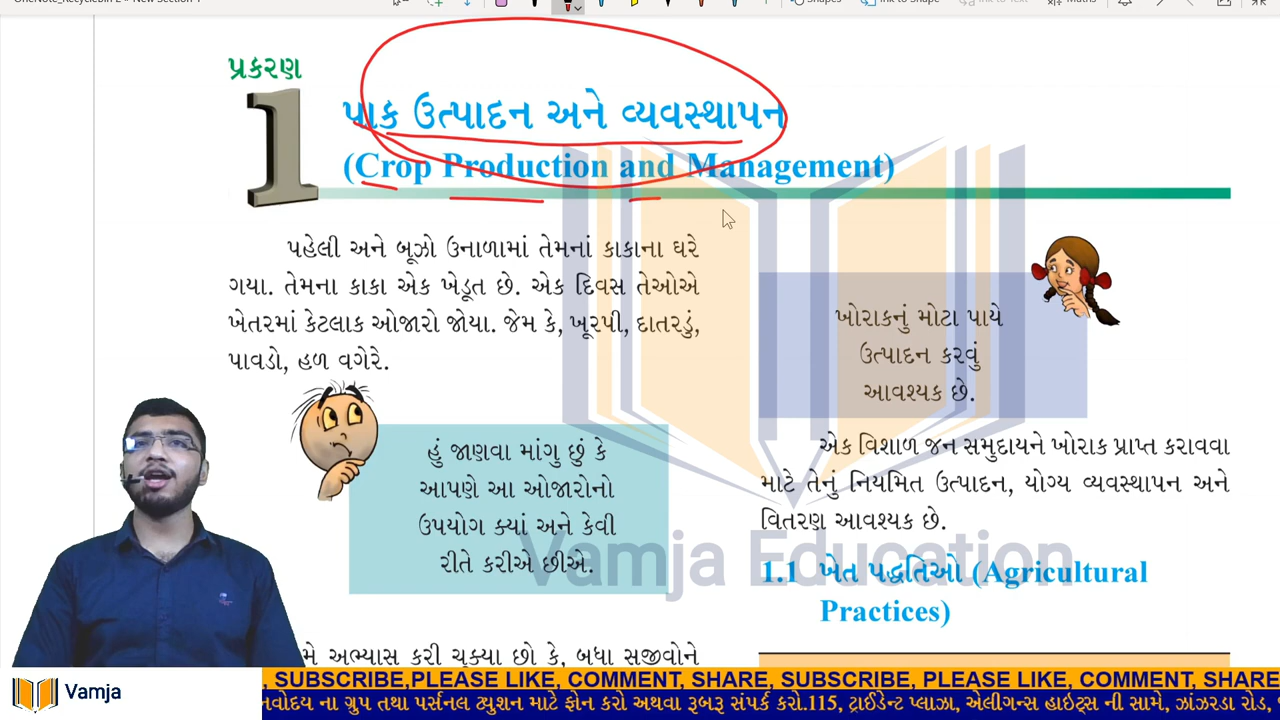 પ્રકરણ
1
પાક ઉત્પાદન અને વ્યવસ્થાપન
(Crop Production and Management)
પહેલી અને બૂઝો ઉનાળામાં તેમનાં કાકાના ઘરે
ગયા. તેમના કાકા એક ખેડૂત છે. એક દિવસ તેઓએ
ખેતરમાં કેટલાક ઓજારો જોયા. જેમ કે, ખૂરપી, દાતરડું,
પાવડો, હળ વગેરે.
હું જાણવા માંગુ છું કે
આપણે આ ઓજારોનો
ઉપયોગ ક્યાં અને કેવી
રીતે કરીએ છીએ.
મે અભ્યાસ કરી ચૂક્યા છો કે, બધા સજીવોને
ખોરાકનું મોટા પાયે
ઉત્પાદન કરવું
આવશ્યક છે.
એક વિશાળ જન સમુદાયને ખોરાક પ્રાપ્ત કરાવવા
માટે તેનું નિયમિત ઉત્પાદન, યોગ્ય વ્યવસ્થાપન અને
વિતરણ આવશ્યક છે.
Vamja Education
1.1 ખેત પદ્ધતિઓ (Agricultural
Practices)
Vamja
, SUBSCRIBE,PLEASE LIKE, COMMENT, SHARE, SUBSCRIBE, PLEASE LIKE, COMMENT, SHARE
નવોદય ના ગ્રુપ તથા પર્સનલ ટ્યુશન માટે ફોન કરો અથવા રૂબરૂ સંપર્ક કરો.115, ટ્રાઈડેન્ટ પ્લાઝા, એલીગન્સ હાઇટ્સ ની સામે, ઝાંઝરડા રોડ,